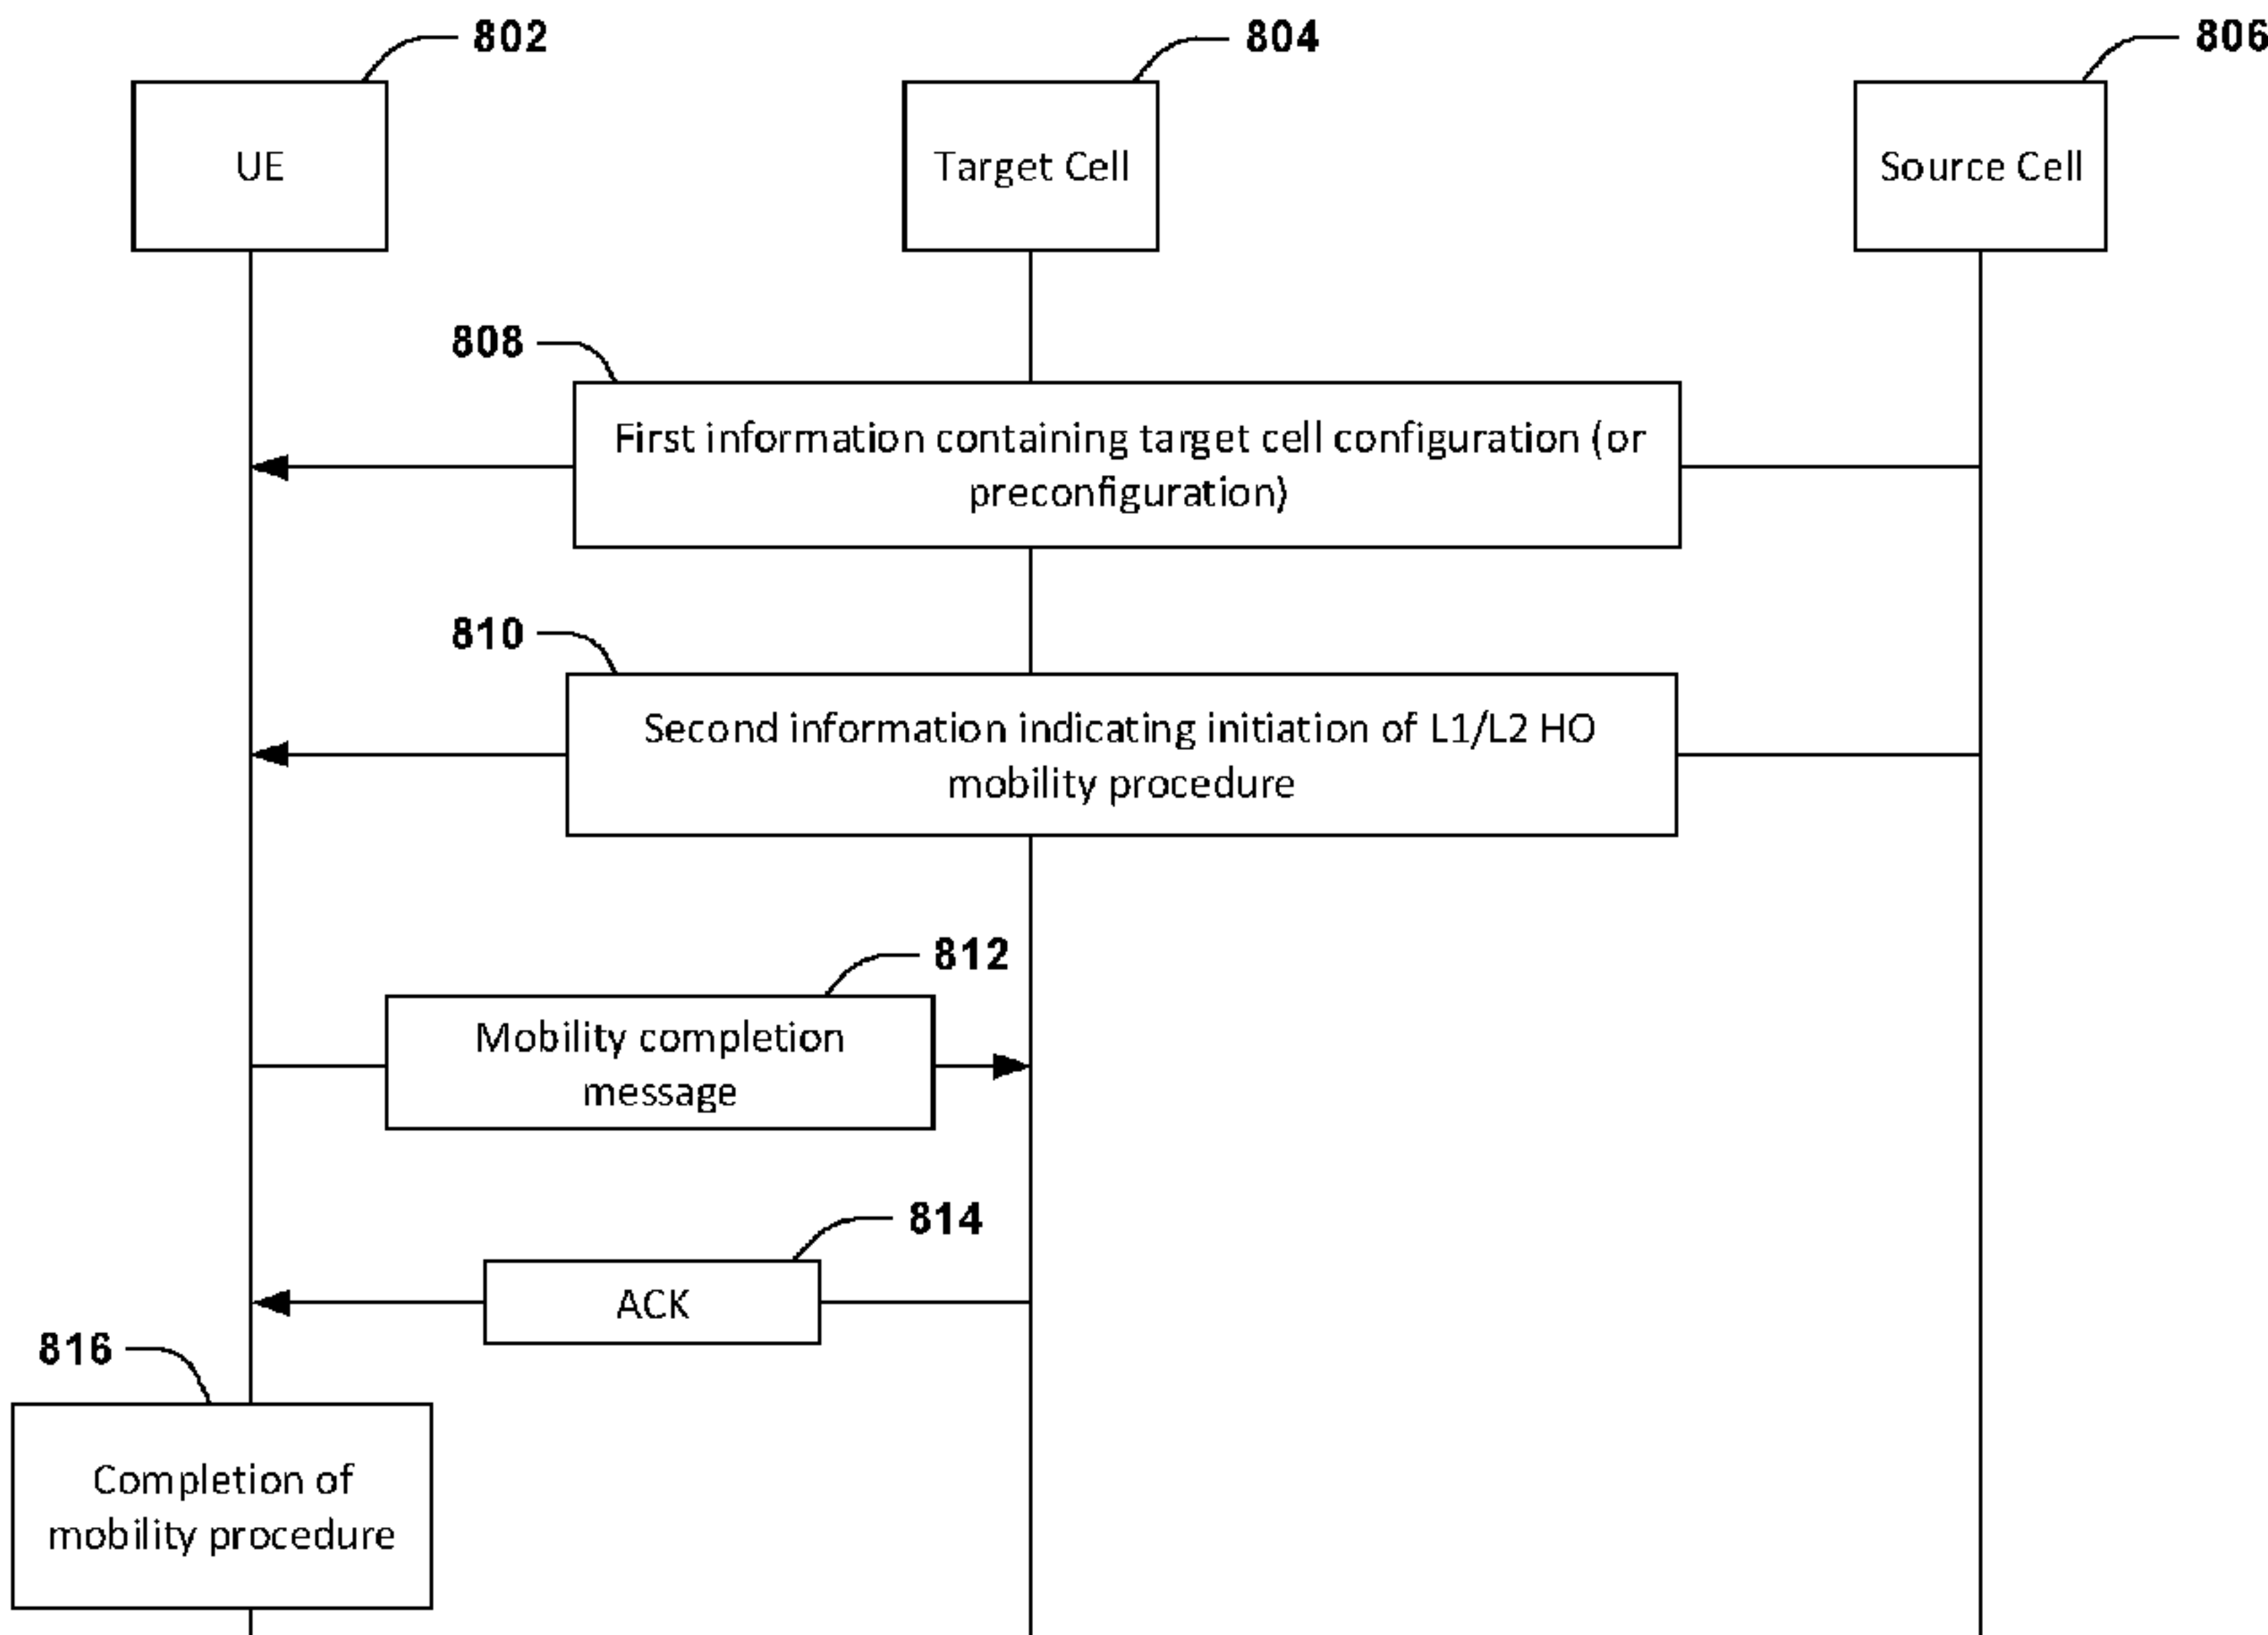 802
804
806
UE
Target Cell
Source Cell
808
First information containing target cell configuration (or
preconfiguration)
810
Second information indicating initiation of L1/L2 HO
mobility procedure
812
Mobility completion
message
814
ACK
816
Completion of
mobility procedure